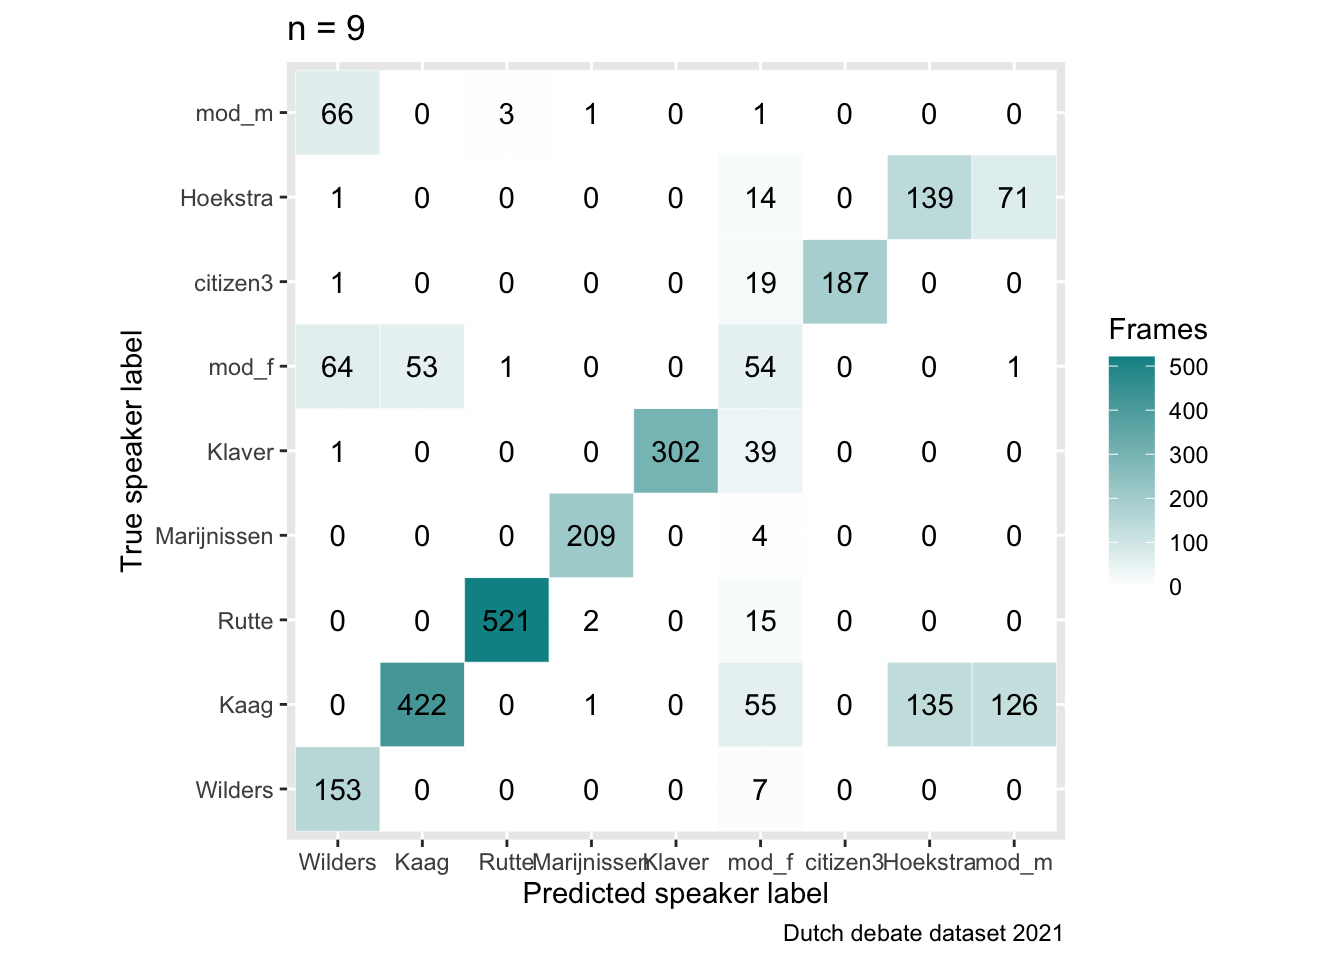 n = 9
mod_m 66 0 3 1 0 1 0 0 0
Hoekstra 1 0 0 0 0 14 0 139 71
citizen3 1 0 0 0 0 19 187 0 0
mod_f 64 53 1 0 0 54 0 0 1
Klaver 1 0 0 0 302 39 0 0 0
Marijnissen 0 0 0 209 0 4 0 0 0
Rutte 0 0 521 2 0 15 0 0 0
Kaag 0 422 0 1 0 55 0 135 126
Wilders 153 0 0 0 0 7 0 0 0
True speaker label
Wilders Kaag Rutte Marijnissen Klaver mod_f citizen3 Hoekstra mod_m
Predicted speaker label
Dutch debate dataset 2021
Frames
500
400
300
200
100
0